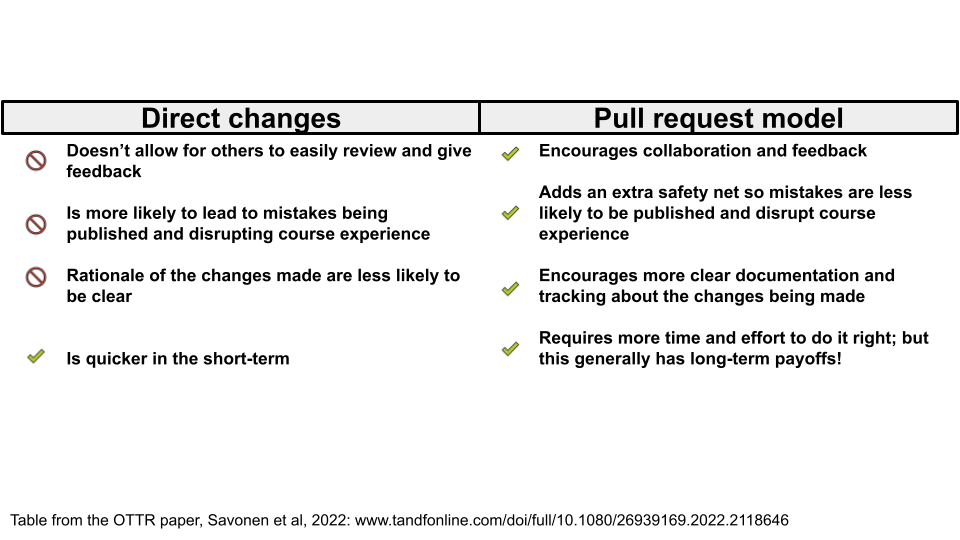 Direct changes
Pull request model
Doesn’t allow for others to easily review and give
feedback
Encourages collaboration and feedback
Is more likely to lead to mistakes being
published and disrupting course experience
Adds an extra safety net so mistakes are less
likely to be published and disrupt course
experience
Rationale of the changes made are less likely to
be clear
Encourages more clear documentation and
tracking about the changes being made
Is quicker in the short-term
Requires more time and effort to do it right; but
this generally has long-term payoffs!
Table from the OTTR paper, Savonen et al, 2022: www.tandfonline.com/doi/full/10.1080/26939169.2022.2118646